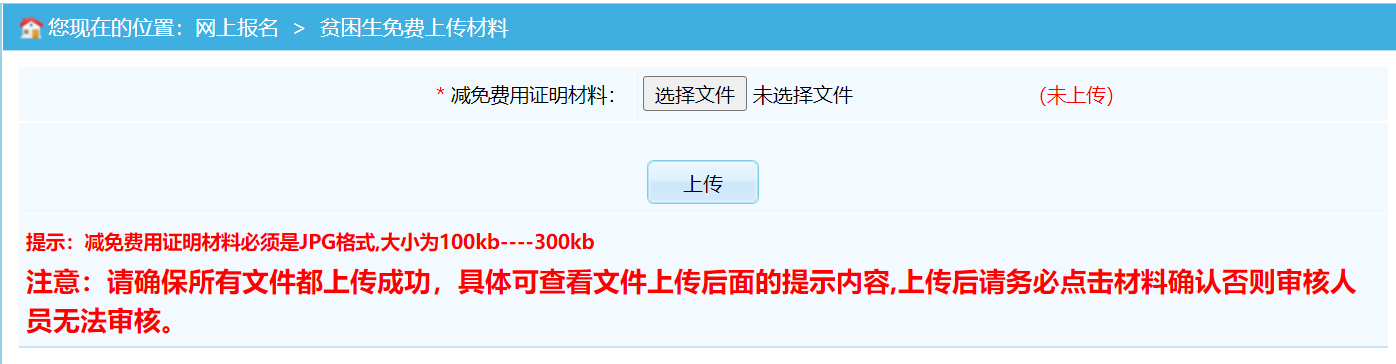 您现在的位置：网上报名 > 贫困生免费上传材料
* 减免费用证明材料： 选择文件 未选择文件 (未上传)
上传
提示：减免费用证明材料必须是JPG格式,大小为100kb----300kb
注意：请确保所有文件都上传成功，具体可查看文件上传后面的提示内容,上传后请务必点击材料确认否则审核人
员无法审核。